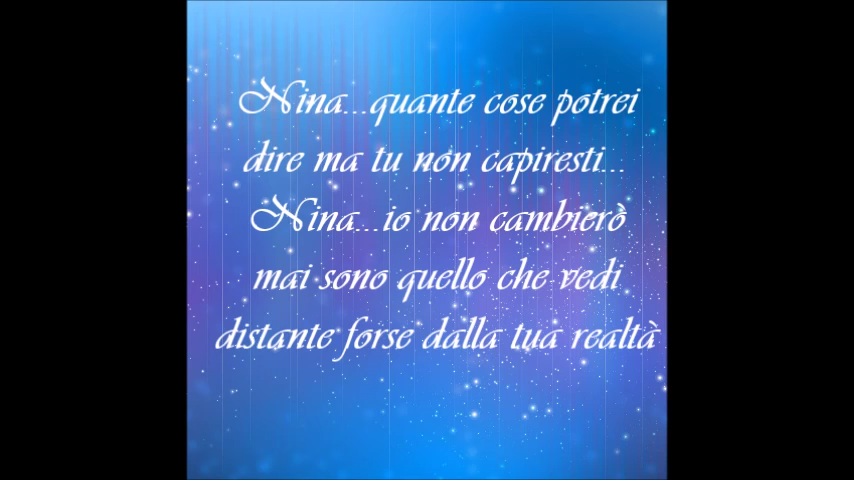 Nina...quante cose potrei
dire ma tu non capiresti...
Nina...io non cambierò
mai sono quello che vedi
distante forse dalla tua realtà